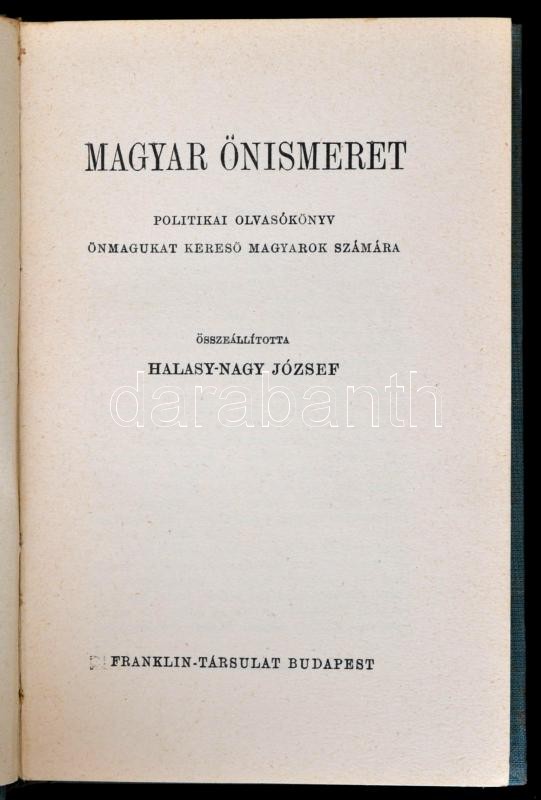 MAGYAR ÖNISMERET
POLITIKAI OLVASÓKÖNYV
ÖNMAGUKAT KERESŐ MAGYAROK SZÁMÁRA
ÖSSZEÁLLÍTOTTA
HALASY-NAGY JÓZSEF
darabanth
FRANKLIN-TÁRSULAT BUDAPEST